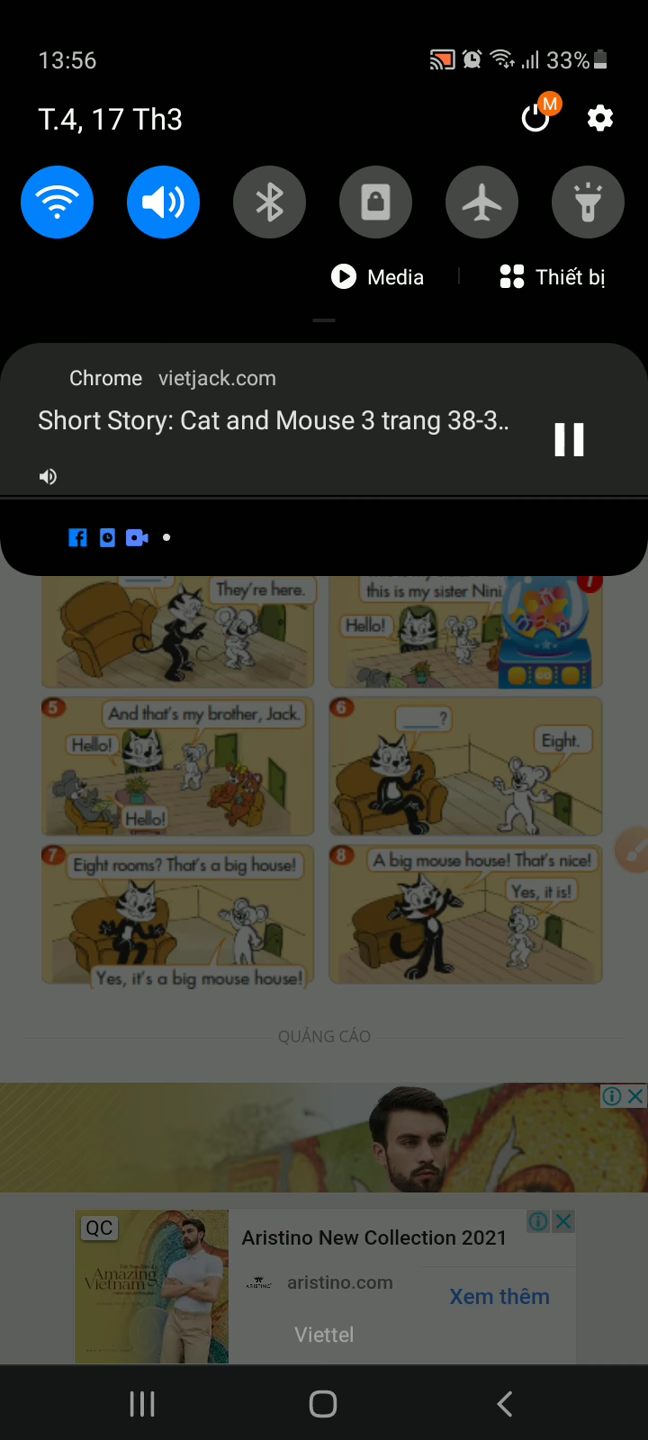 13:56
33%
T.4, 17 Th3
M
Media
Thiết bị
Chrome vietjack.com
Short Story: Cat and Mouse 3 trang 38-3..
They're here.
this is my sister Nini.
Hello!
GO
5
And that's my brother, Jack.
Hello!
Hello!
6
____?
Eight.
7
Eight rooms? That's a big house!
Yes, it's a big mouse house!
8
A big mouse house! That's nice!
Yes, it is!
QUẢNG CÁO
QC
Amazing
Vietnam
Aristino New Collection 2021
ARISTINO
aristino.com
Xem thêm
Viettel